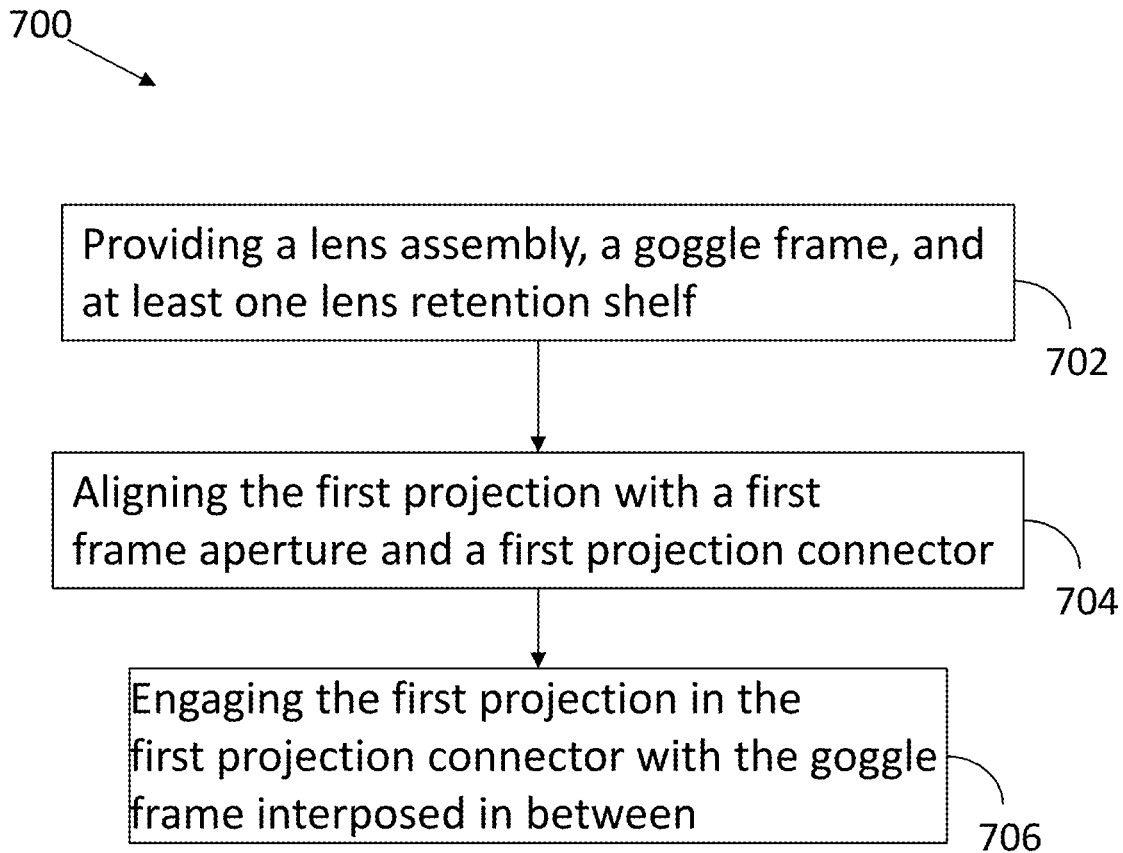 700
Providing a lens assembly, a goggle frame, and
at least one lens retention shelf
702
Aligning the first projection with a first
frame aperture and a first projection connector
704
Engaging the first projection in the
first projection connector with the goggle
frame interposed in between
706